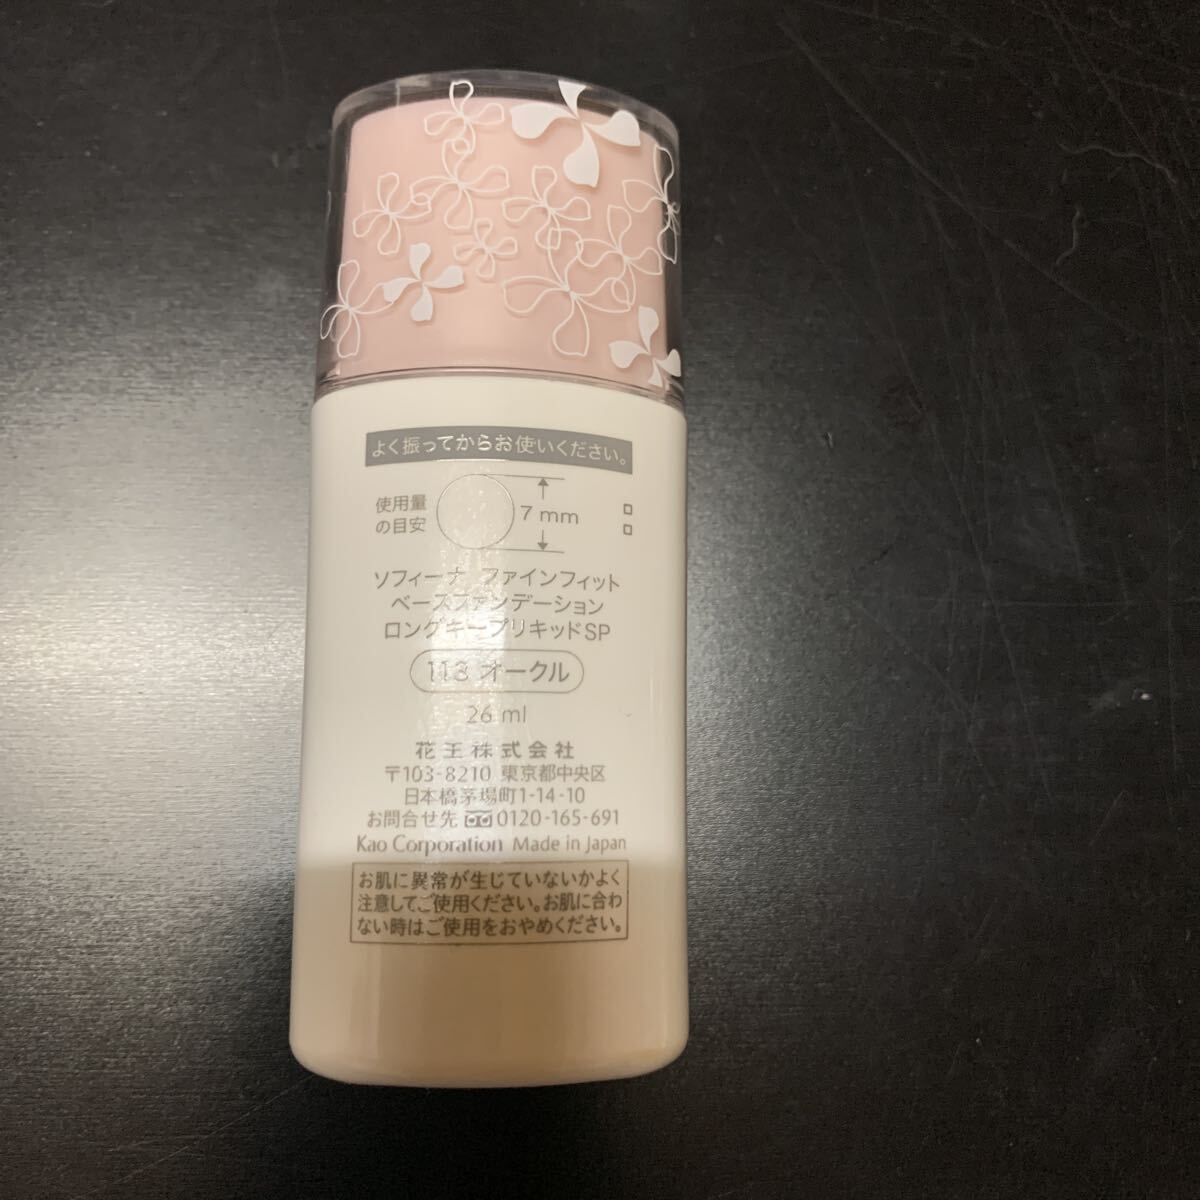 よく振ってからお使いください。
使用量
の目安
7 mm
ソフィーナ ファインフィット
ベースファンデーション
ロングキープリキッドSP
113 オークル
26 ml
花王株式会社
〒103-8210 東京都中央区
日本橋茅場町1-14-10
お問合せ先 0120-165-691
Kao Corporation Made in Japan
お肌に異常が生じていないかよく
注意してご使用ください。お肌に合わ
ない時はご使用をおやめください。